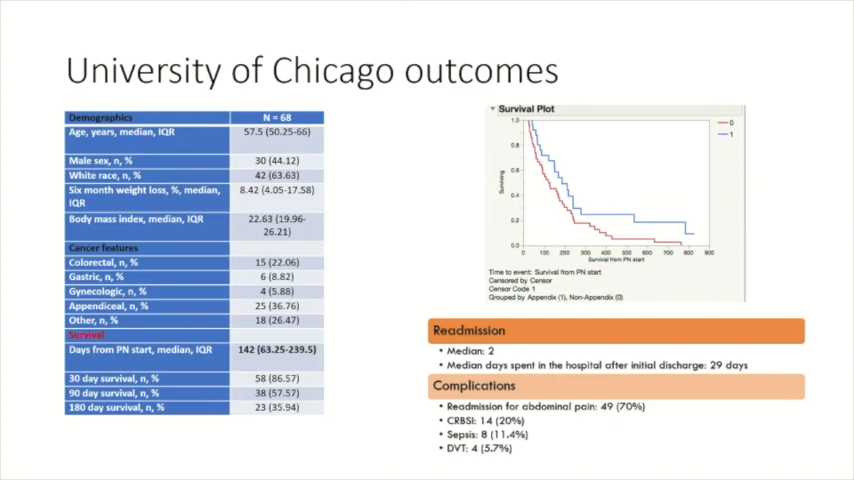 University of Chicago outcomes
Demographics N = 68
Age, years, median, IQR 57.5 (50.25-66)
Male sex, n, % 30 (44.12)
White race, n, % 42 (63.63)
Six month weight loss, %, median, 8.42 (4.05-17.58)
IQR
Body mass index, median, IQR 22.63 (19.96-
26.21)
Cancer features
Colorectal, n, % 15 (22.06)
Gastric, n, % 6 (8.82)
Gynecologic, n, % 4 (5.88)
Appendiceal, n, % 25 (36.76)
Other, n, % 18 (26.47)
Survival
Days from PN start, median, IQR 142 (63.25-239.5)
30 day survival, n, % 58 (86.57)
90 day survival, n, % 38 (57.57)
180 day survival, n, % 23 (35.94)
Survival Plot
1.0
0.8
0.6
0.4
0.2
0.0
Surviving
0 100 200 300 400 500 600 700 800 900
Survival from PN start
0
1
Time to event: Survival from PN start
Censored by Censor
Censor Code 1
Grouped by Appendix (1), Non-Appendix (0)
Readmission
• Median: 2
• Median days spent in the hospital after initial discharge: 29 days
Complications
• Readmission for abdominal pain: 49 (70%)
• CRBSI: 14 (20%)
• Sepsis: 8 (11.4%)
• DVT: 4 (5.7%)